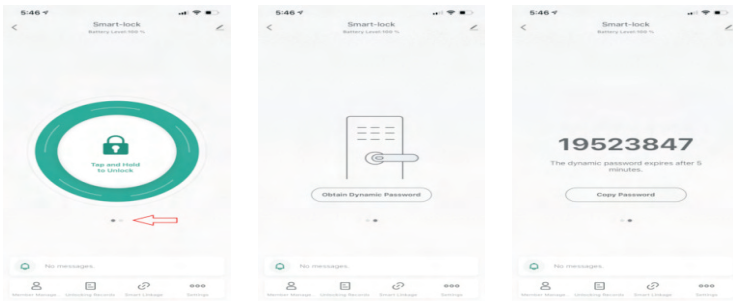 5:46
Smart-lock
Battery Level 100 %
Tap and Hold
to Unlock
No messages.
Member Manage
Unlocking Records
Smart Linkage
Settings
5:46
Smart-lock
Battery Level 100 %
Obtain Dynamic Password
No messages.
Member Manage
Unlocking Records
Smart Linkage
Settings
5:46
Smart-lock
Battery Level 100 %
19523847
The dynamic password expires after 5
minutes.
Copy Password
No messages.
Member Manage
Unlocking Records
Smart Linkage
Settings